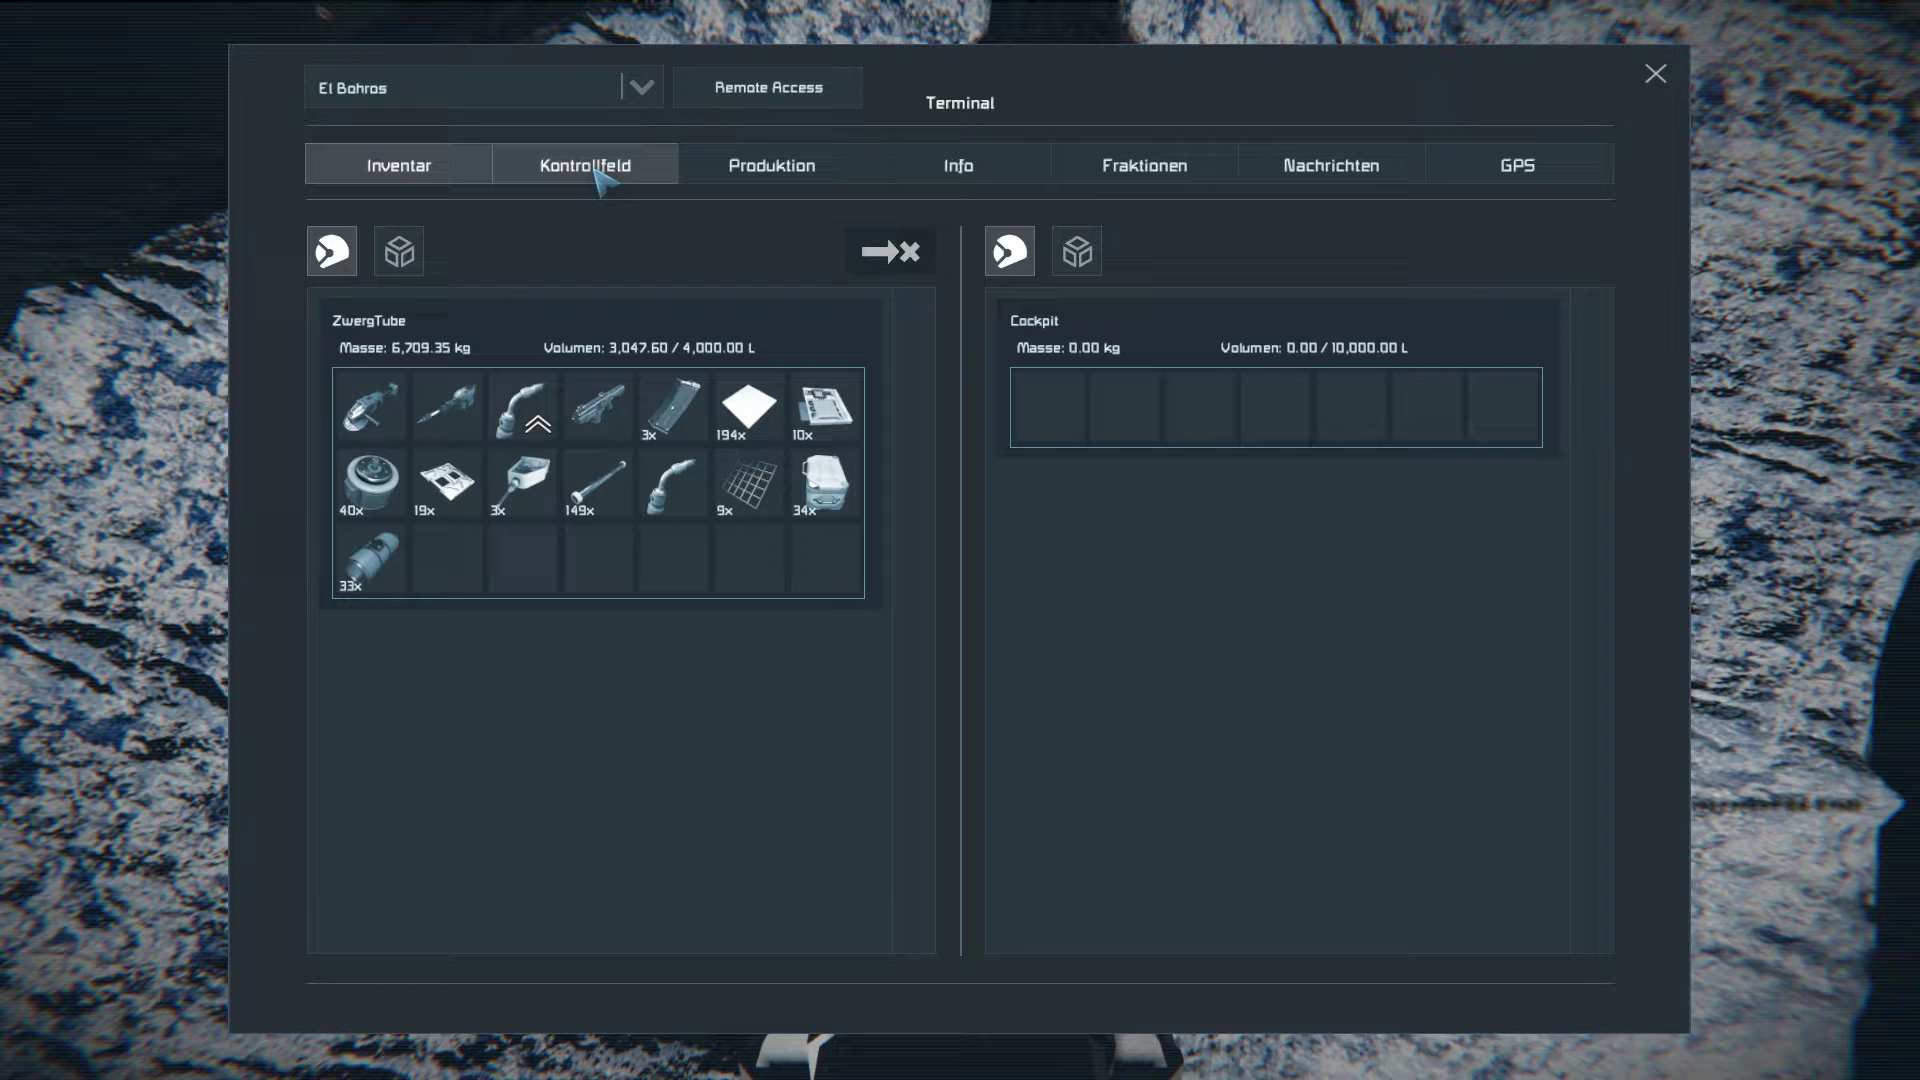 El Bohros
Remote Access
Terminal
Inventar
Kontrollfeld
Produktion
Info
Fraktionen
Nachrichten
GPS
ZwergTube
Masse: 6,709.35 kg
Volumen: 3,047.60 / 4,000.00 L
3x
194x
10x
40x
19x
3x
149x
9x
34x
33x
Cockpit
Masse: 0.00 kg
Volumen: 0.00 / 10,000.00 L